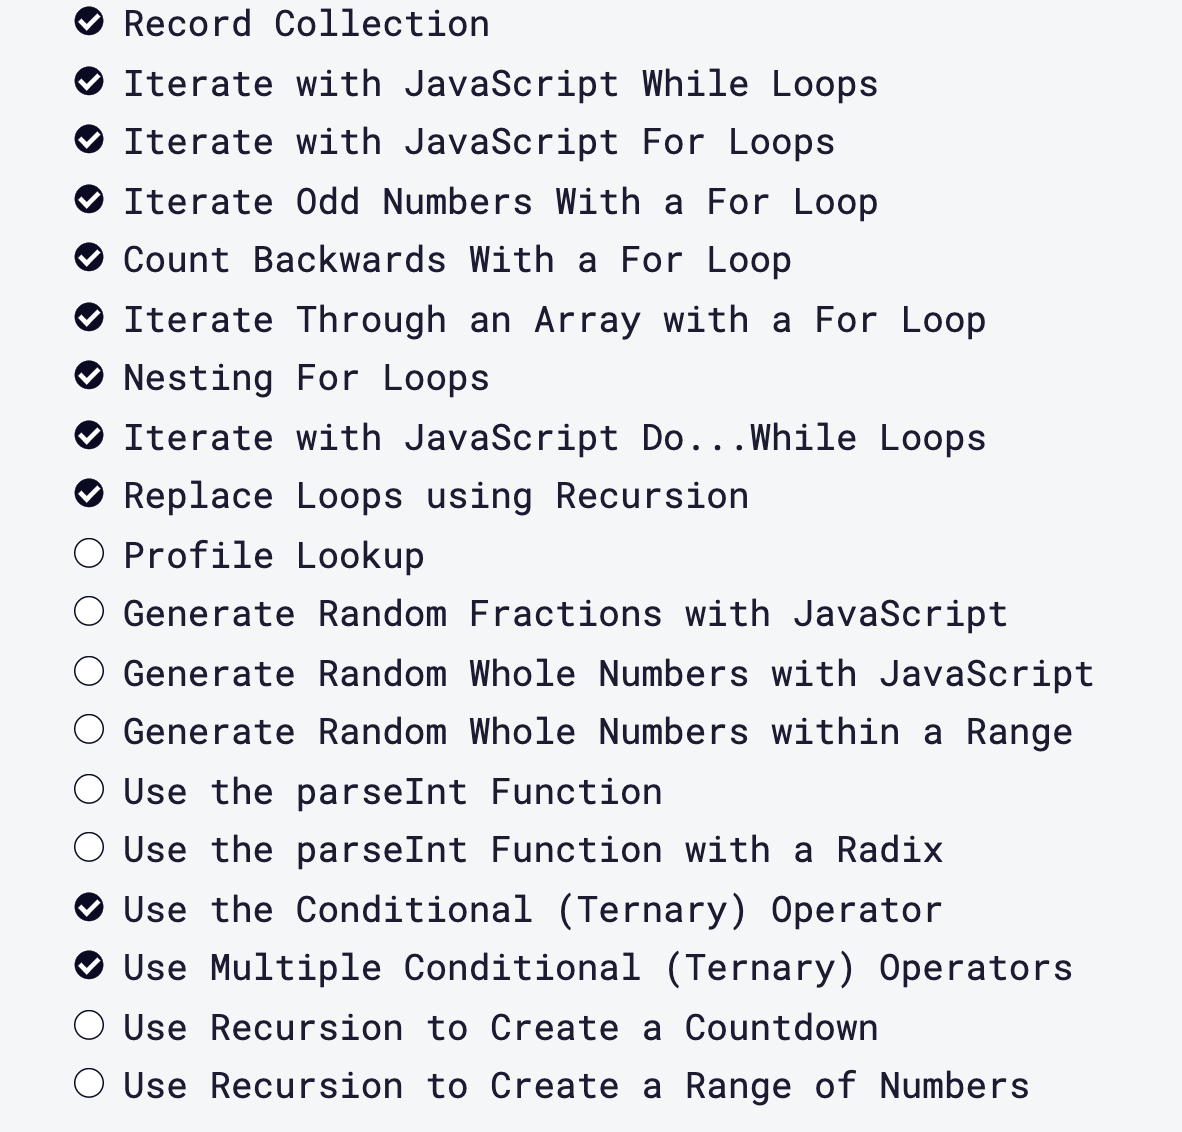 Record Collection
Iterate with JavaScript While Loops
Iterate with JavaScript For Loops
Iterate Odd Numbers With a For Loop
Count Backwards With a For Loop
Iterate Through an Array with a For Loop
Nesting For Loops
Iterate with JavaScript Do...While Loops
Replace Loops using Recursion
Profile Lookup
Generate Random Fractions with JavaScript
Generate Random Whole Numbers with JavaScript
Generate Random Whole Numbers within a Range
Use the parseInt Function
Use the parseInt Function with a Radix
Use the Conditional (Ternary) Operator
Use Multiple Conditional (Ternary) Operators
Use Recursion to Create a Countdown
Use Recursion to Create a Range of Numbers